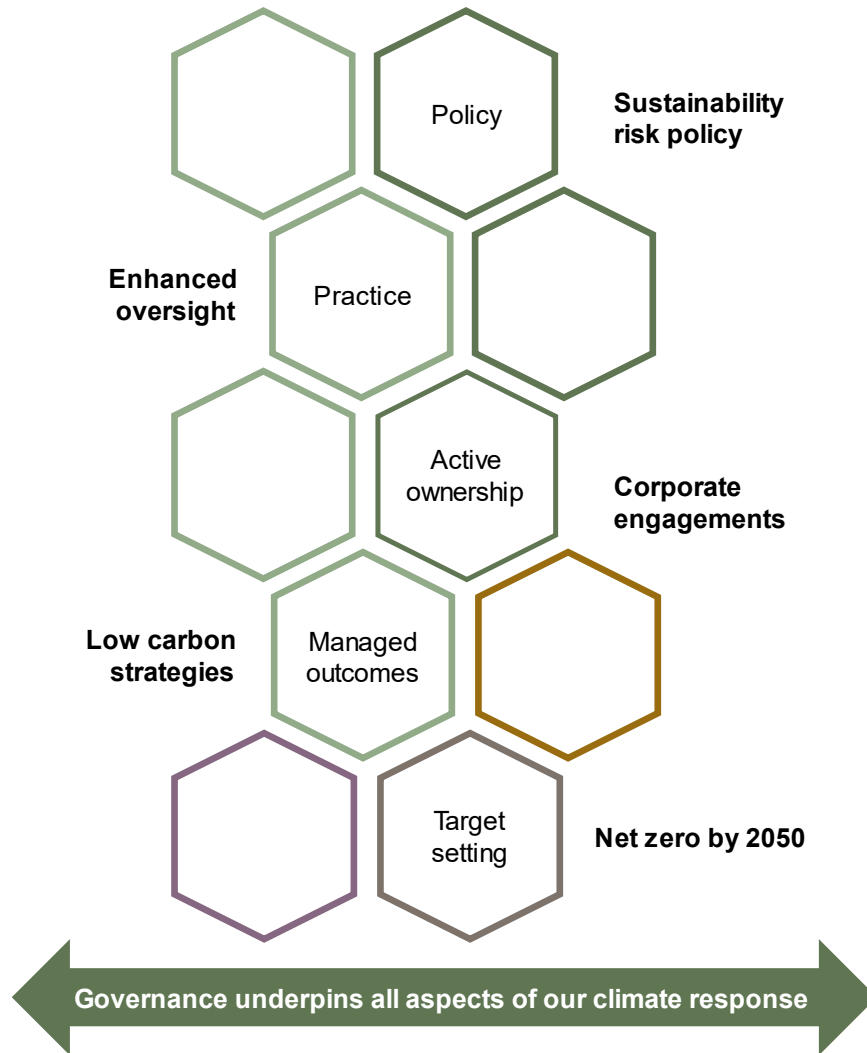 Policy
Sustainability
risk policy
Enhanced
oversight
Practice
Active
ownership
Corporate
engagements
Low carbon
strategies
Managed
outcomes
Target
setting
Net zero by 2050
Governance underpins all aspects of our climate response